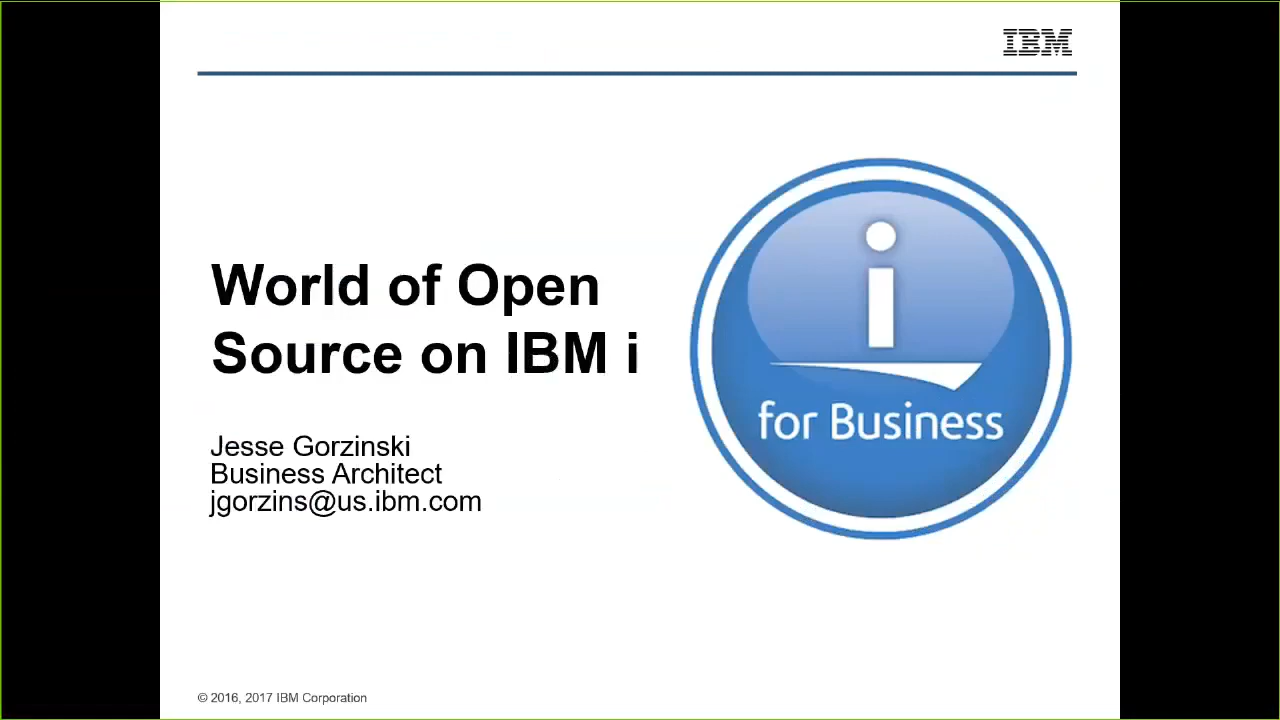 IBM
World of Open
Source on IBM i
Jesse Gorzinski
Business Architect
jgorzins@us.ibm.com
i
for Business
© 2016, 2017 IBM Corporation